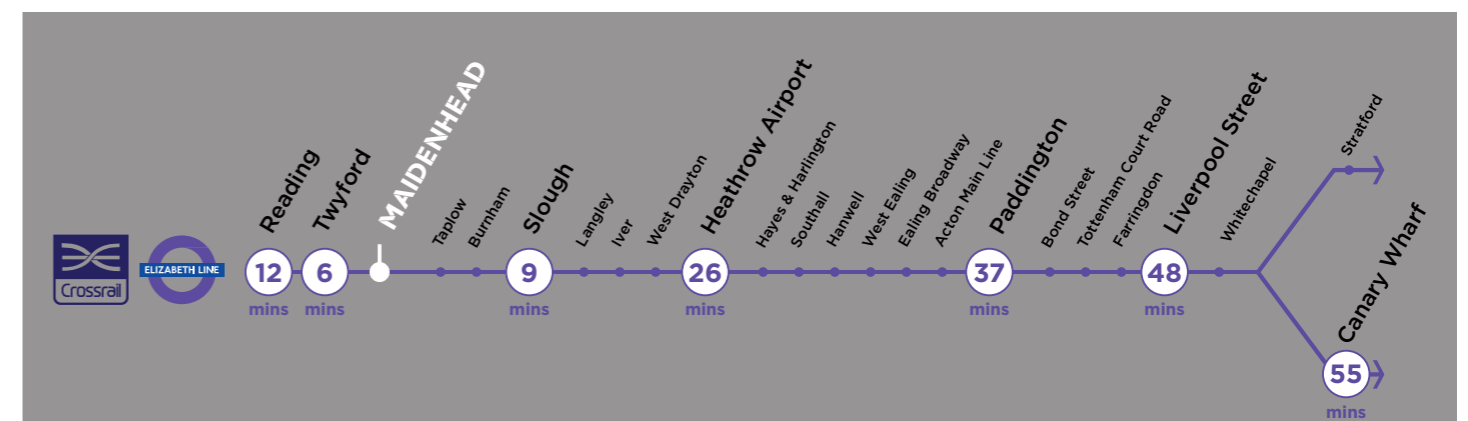 Crossrail
ELIZABETH LINE
Reading
12
mins
Twyford
6
mins
MAIDENHEAD
Taplow
Burnham
Slough
9
mins
Langley
Iver
West Drayton
Heathrow Airport
26
mins
Hayes & Harlington
Southall
Hanwell
West Ealing
Ealing Broadway
Acton Main Line
Paddington
37
mins
Bond Street
Tottenham Court Road
Farringdon
Liverpool Street
48
mins
Whitechapel
Stratford
Canary Wharf
55
mins